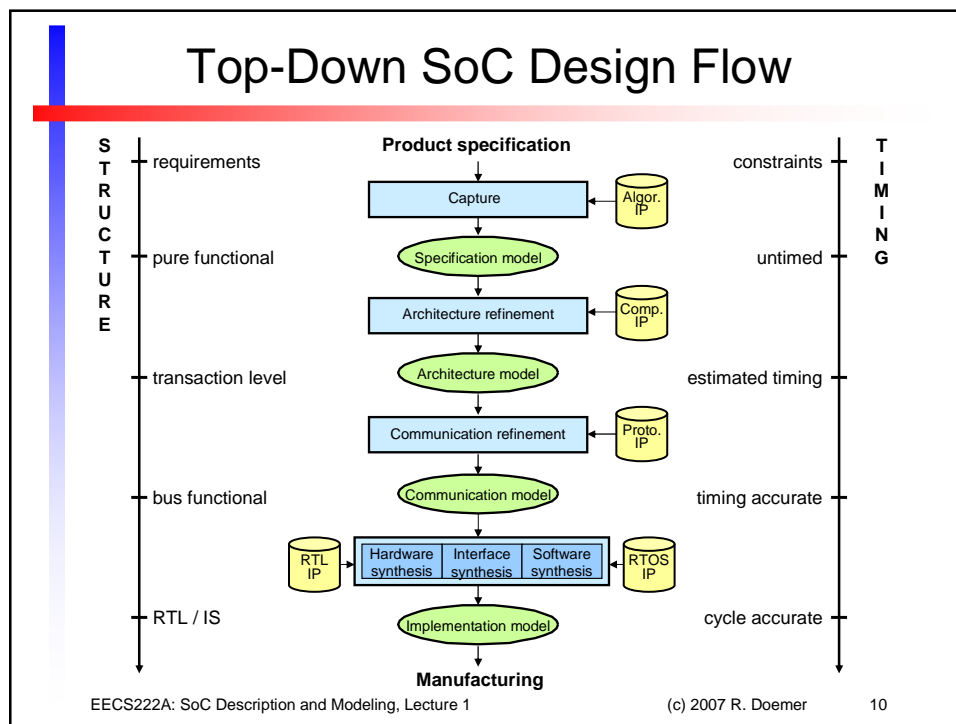 Top-Down SoC Design Flow
STRUCTURE
TIMING
Product specification
requirements
constraints
Capture
Algor.
IP
pure functional
Specification model
untimed
Architecture refinement
Comp.
IP
transaction level
Architecture model
estimated timing
Communication refinement
Proto.
IP
bus functional
Communication model
timing accurate
RTL
IP
Hardware
synthesis
Interface
synthesis
Software
synthesis
RTOS
IP
RTL / IS
Implementation model
cycle accurate
Manufacturing
EECS222A: SoC Description and Modeling, Lecture 1
(c) 2007 R. Doemer
10